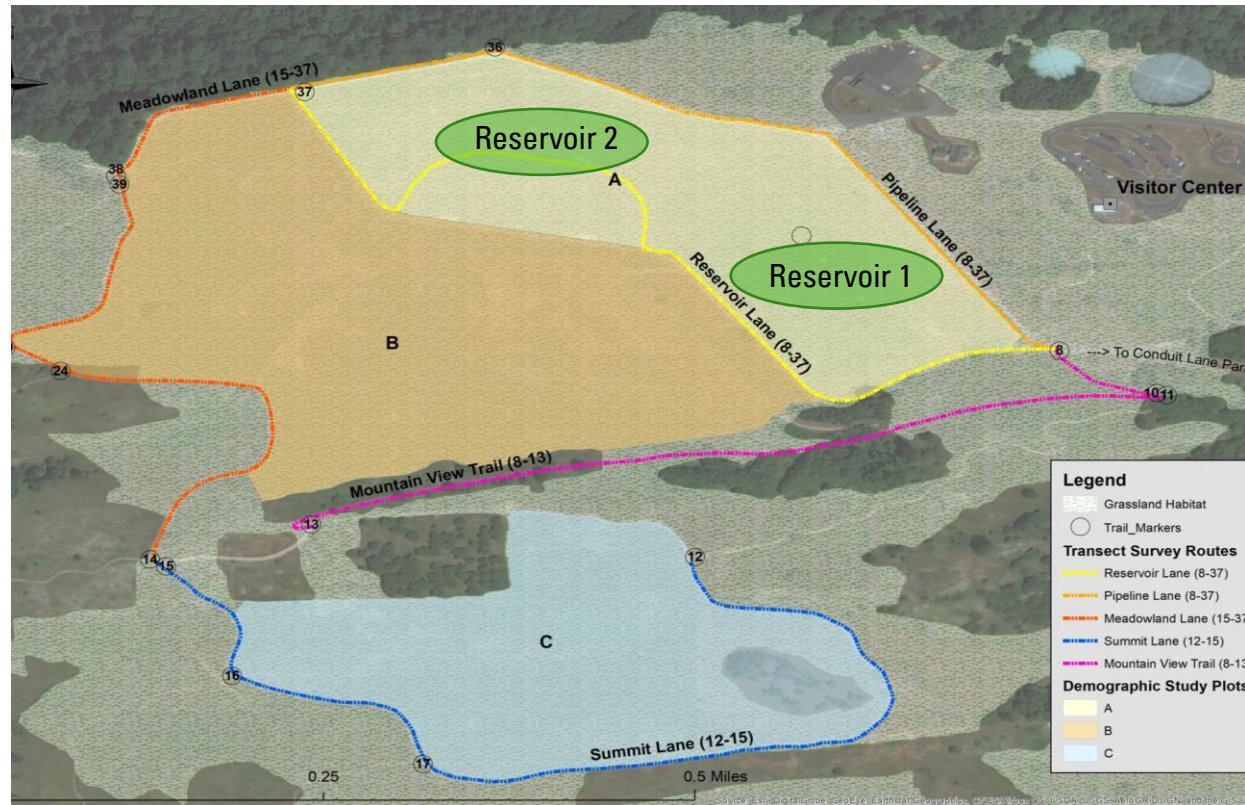 36
Meadowland Lane (15-37)
37
Reservoir 2
A
38
39
Pipeline Lane (8-37)
Visitor Center
Reservoir Lane (8-37)
Reservoir 1
B
8
---> To Conduit Lane Par
24
10
11
Mountain View Trail (8-13)
13
12
14
15
C
16
17
Summit Lane (12-15)
0.25
0.5 Miles
Legend
Grassland Habitat
Trail_Markers
Transect Survey Routes
Reservoir Lane (8-37)
Pipeline Lane (8-37)
Meadowland Lane (15-37
Summit Lane (12-15)
Mountain View Trail (8-13
Demographic Study Plots
A
B
C